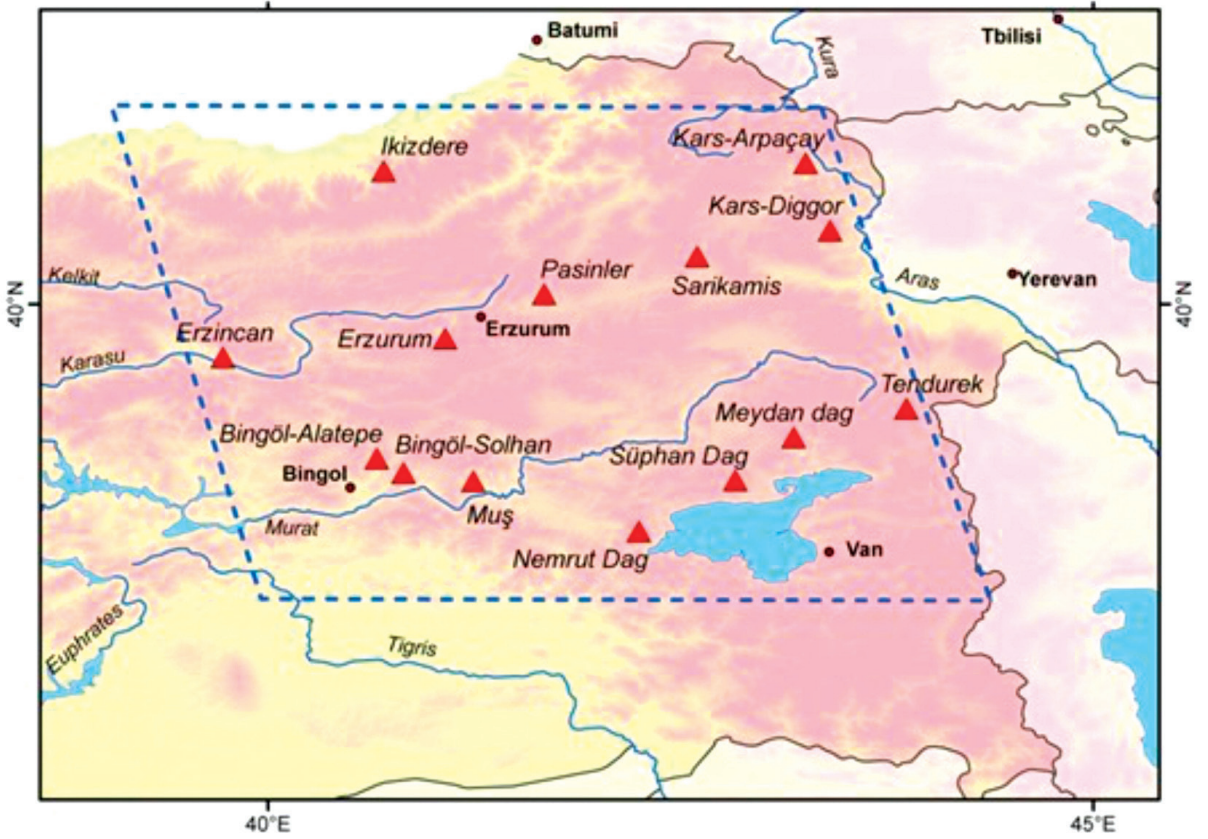 Batumi
Tbilisi
Kura
Ikizdere
Kars-Arpaçay
Kars-Diggor
Kelkit
Pasinler
Sarikamis
Aras
Yerevan
40°N
40°N
Erzincan
Erzurum
Erzurum
Karasu
Tendurek
Meydan dag
Bingöl-Alatepe
Bingöl-Solhan
Süphan Dag
Bingol
Murat
Muş
Nemrut Dag
Van
Euphrates
Tigris
40°E
45°E